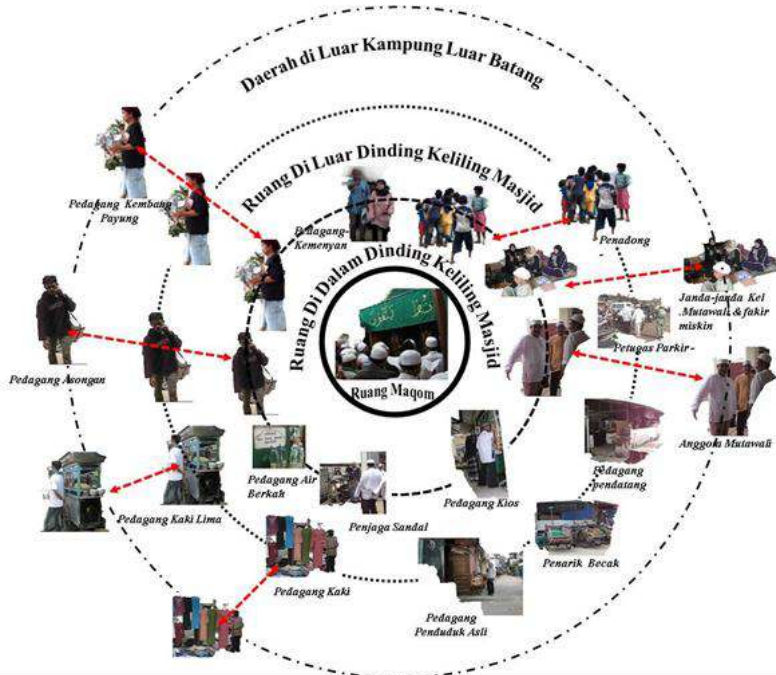 Daerah di Luar Kampung Luar Batang
Ruang Di Luar Dinding Keliling Masjid
Ruang Di Dalam Dinding Keliling Masjid
Ruang Maqom
Pedagang Kembang
Payung
Pedagang-
Kemenyan
Penadong
Janda-janda Kel
Mutawali & fakir
miskin
Petugas Parkir -
Pedagang Asongan
Anggota Mutawali
Pedagang Air
Berkah
Pedagang Kios
Pedagang
pendatang
Pedagang Kaki Lima
Penjaga Sandal
Penarik Becak
Pedagang Kaki
Pedagang
Penduduk Asli